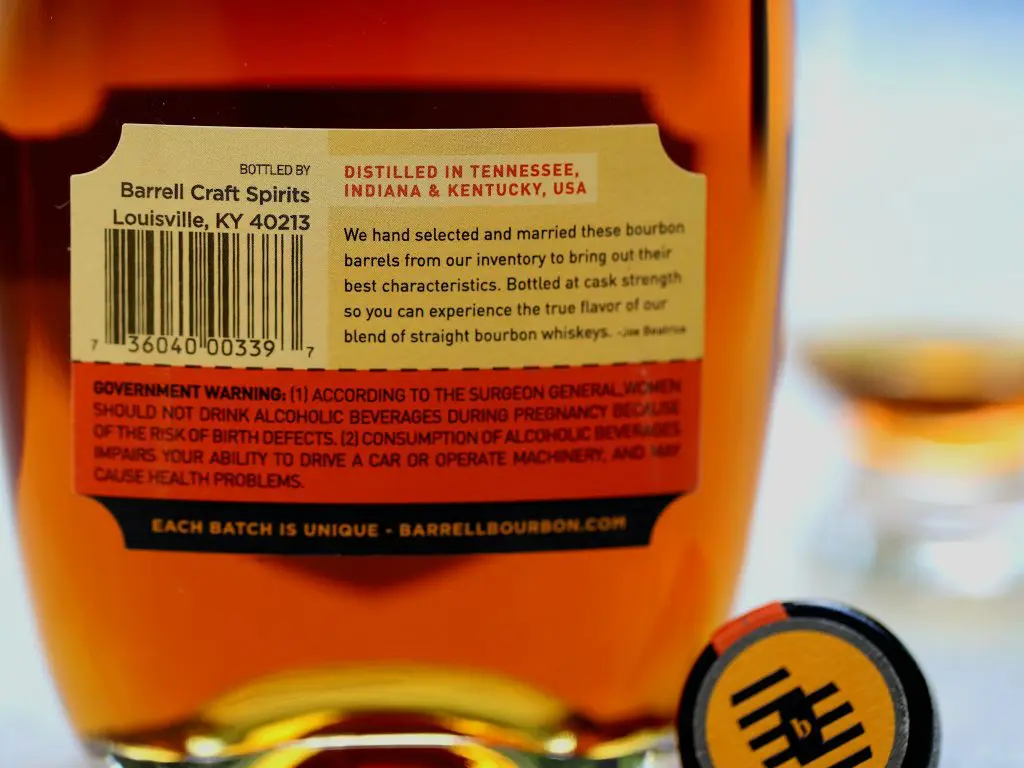 BOTTLED BY
Barrell Craft Spirits
Louisville, KY 40213
7 36040 00339 7
DISTILLED IN TENNESSEE,
INDIANA & KENTUCKY, USA
We hand selected and married these bourbon
barrels from our inventory to bring out their
best characteristics. Bottled at cask strength
so you can experience the true flavor of our
blend of straight bourbon whiskeys. -Joe Beatrice
GOVERNMENT WARNING: (1) ACCORDING TO THE SURGEON GENERAL, WOMEN
SHOULD NOT DRINK ALCOHOLIC BEVERAGES DURING PREGNANCY BECAUSE
OF THE RISK OF BIRTH DEFECTS. (2) CONSUMPTION OF ALCOHOLIC BEVERAGES
IMPAIRS YOUR ABILITY TO DRIVE A CAR OR OPERATE MACHINERY, AND MAY
CAUSE HEALTH PROBLEMS.
EACH BATCH IS UNIQUE - BARRELLBOURBON.COM
b